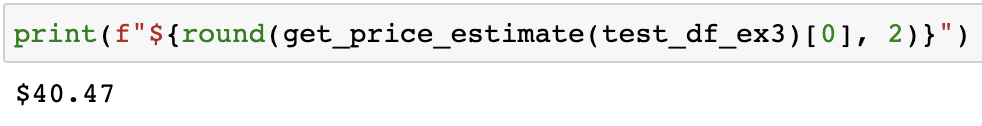 print(f"${round(get_price_estimate(test_df_ex3)[0], 2)}")
$40.47